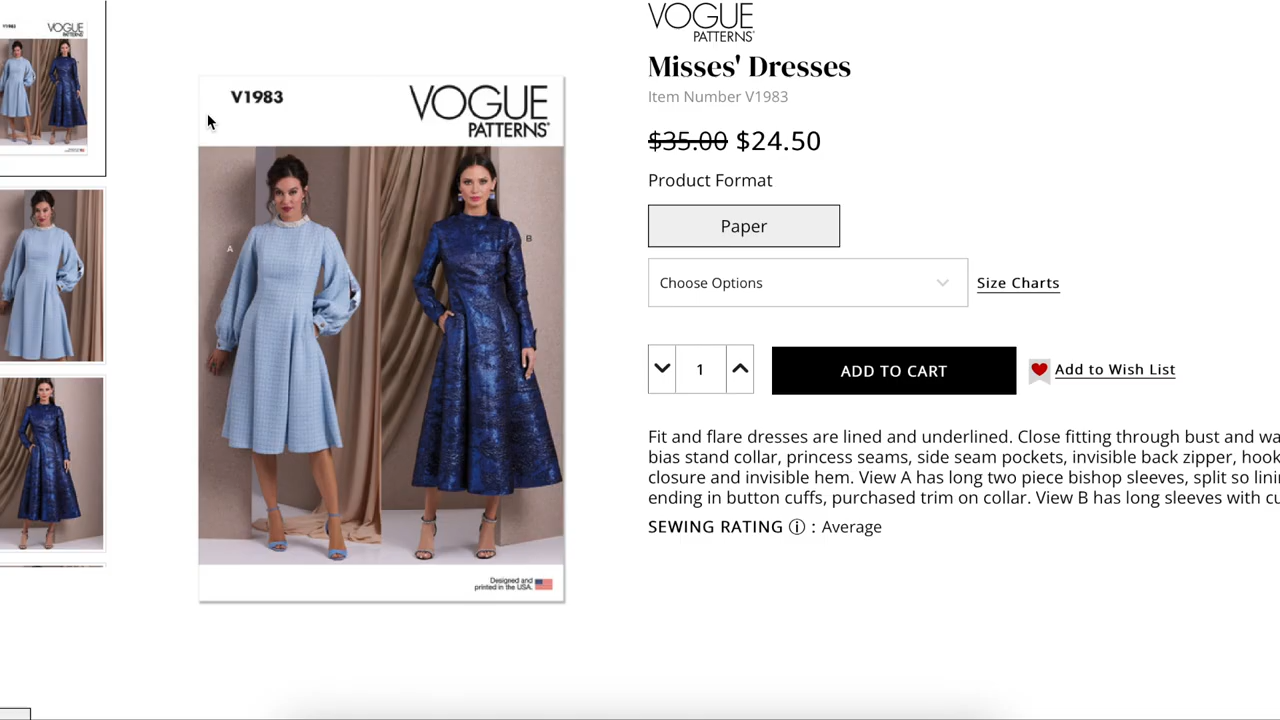 V1983
VOGUE
PATTERNS
V1983
VOGUE
PATTERNS
A
B
Designed and
printed in the USA.
VOGUE
PATTERNS
Misses' Dresses
Item Number V1983
$35.00 $24.50
Product Format
Paper
Choose Options
Size Charts
1
ADD TO CART
Add to Wish List
Fit and flare dresses are lined and underlined. Close fitting through bust and
bias stand collar, princess seams, side seam pockets, invisible back zipper, hook
closure and invisible hem. View A has long two piece bishop sleeves, split so
ending in button cuffs, purchased trim on collar. View B has long sleeves with
SEWING RATING ⓘ : Average